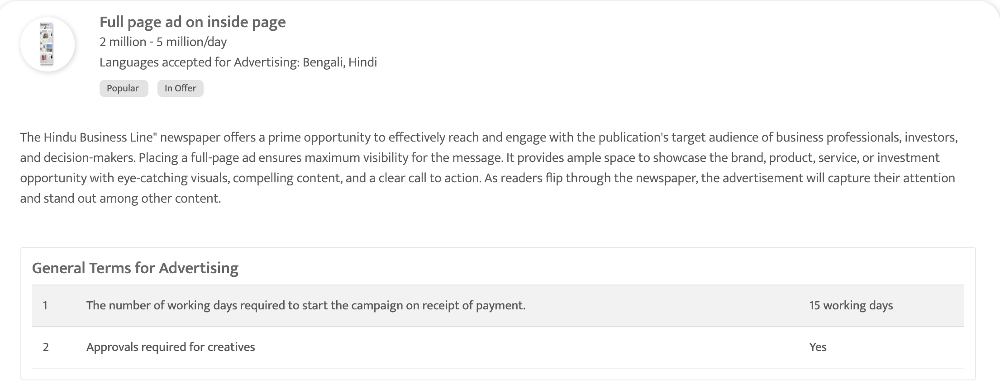 Full page ad on inside page
2 million - 5 million/day
Languages accepted for Advertising: Bengali, Hindi
Popular
In Offer
The Hindu Business Line" newspaper offers a prime opportunity to effectively reach and engage with the publication's target audience of business professionals, investors,
and decision-makers. Placing a full-page ad ensures maximum visibility for the message. It provides ample space to showcase the brand, product, service, or investment
opportunity with eye-catching visuals, compelling content, and a clear call to action. As readers flip through the newspaper, the advertisement will capture their attention
and stand out among other content.
General Terms for Advertising
1 The number of working days required to start the campaign on receipt of payment. 15 working days
2 Approvals required for creatives Yes